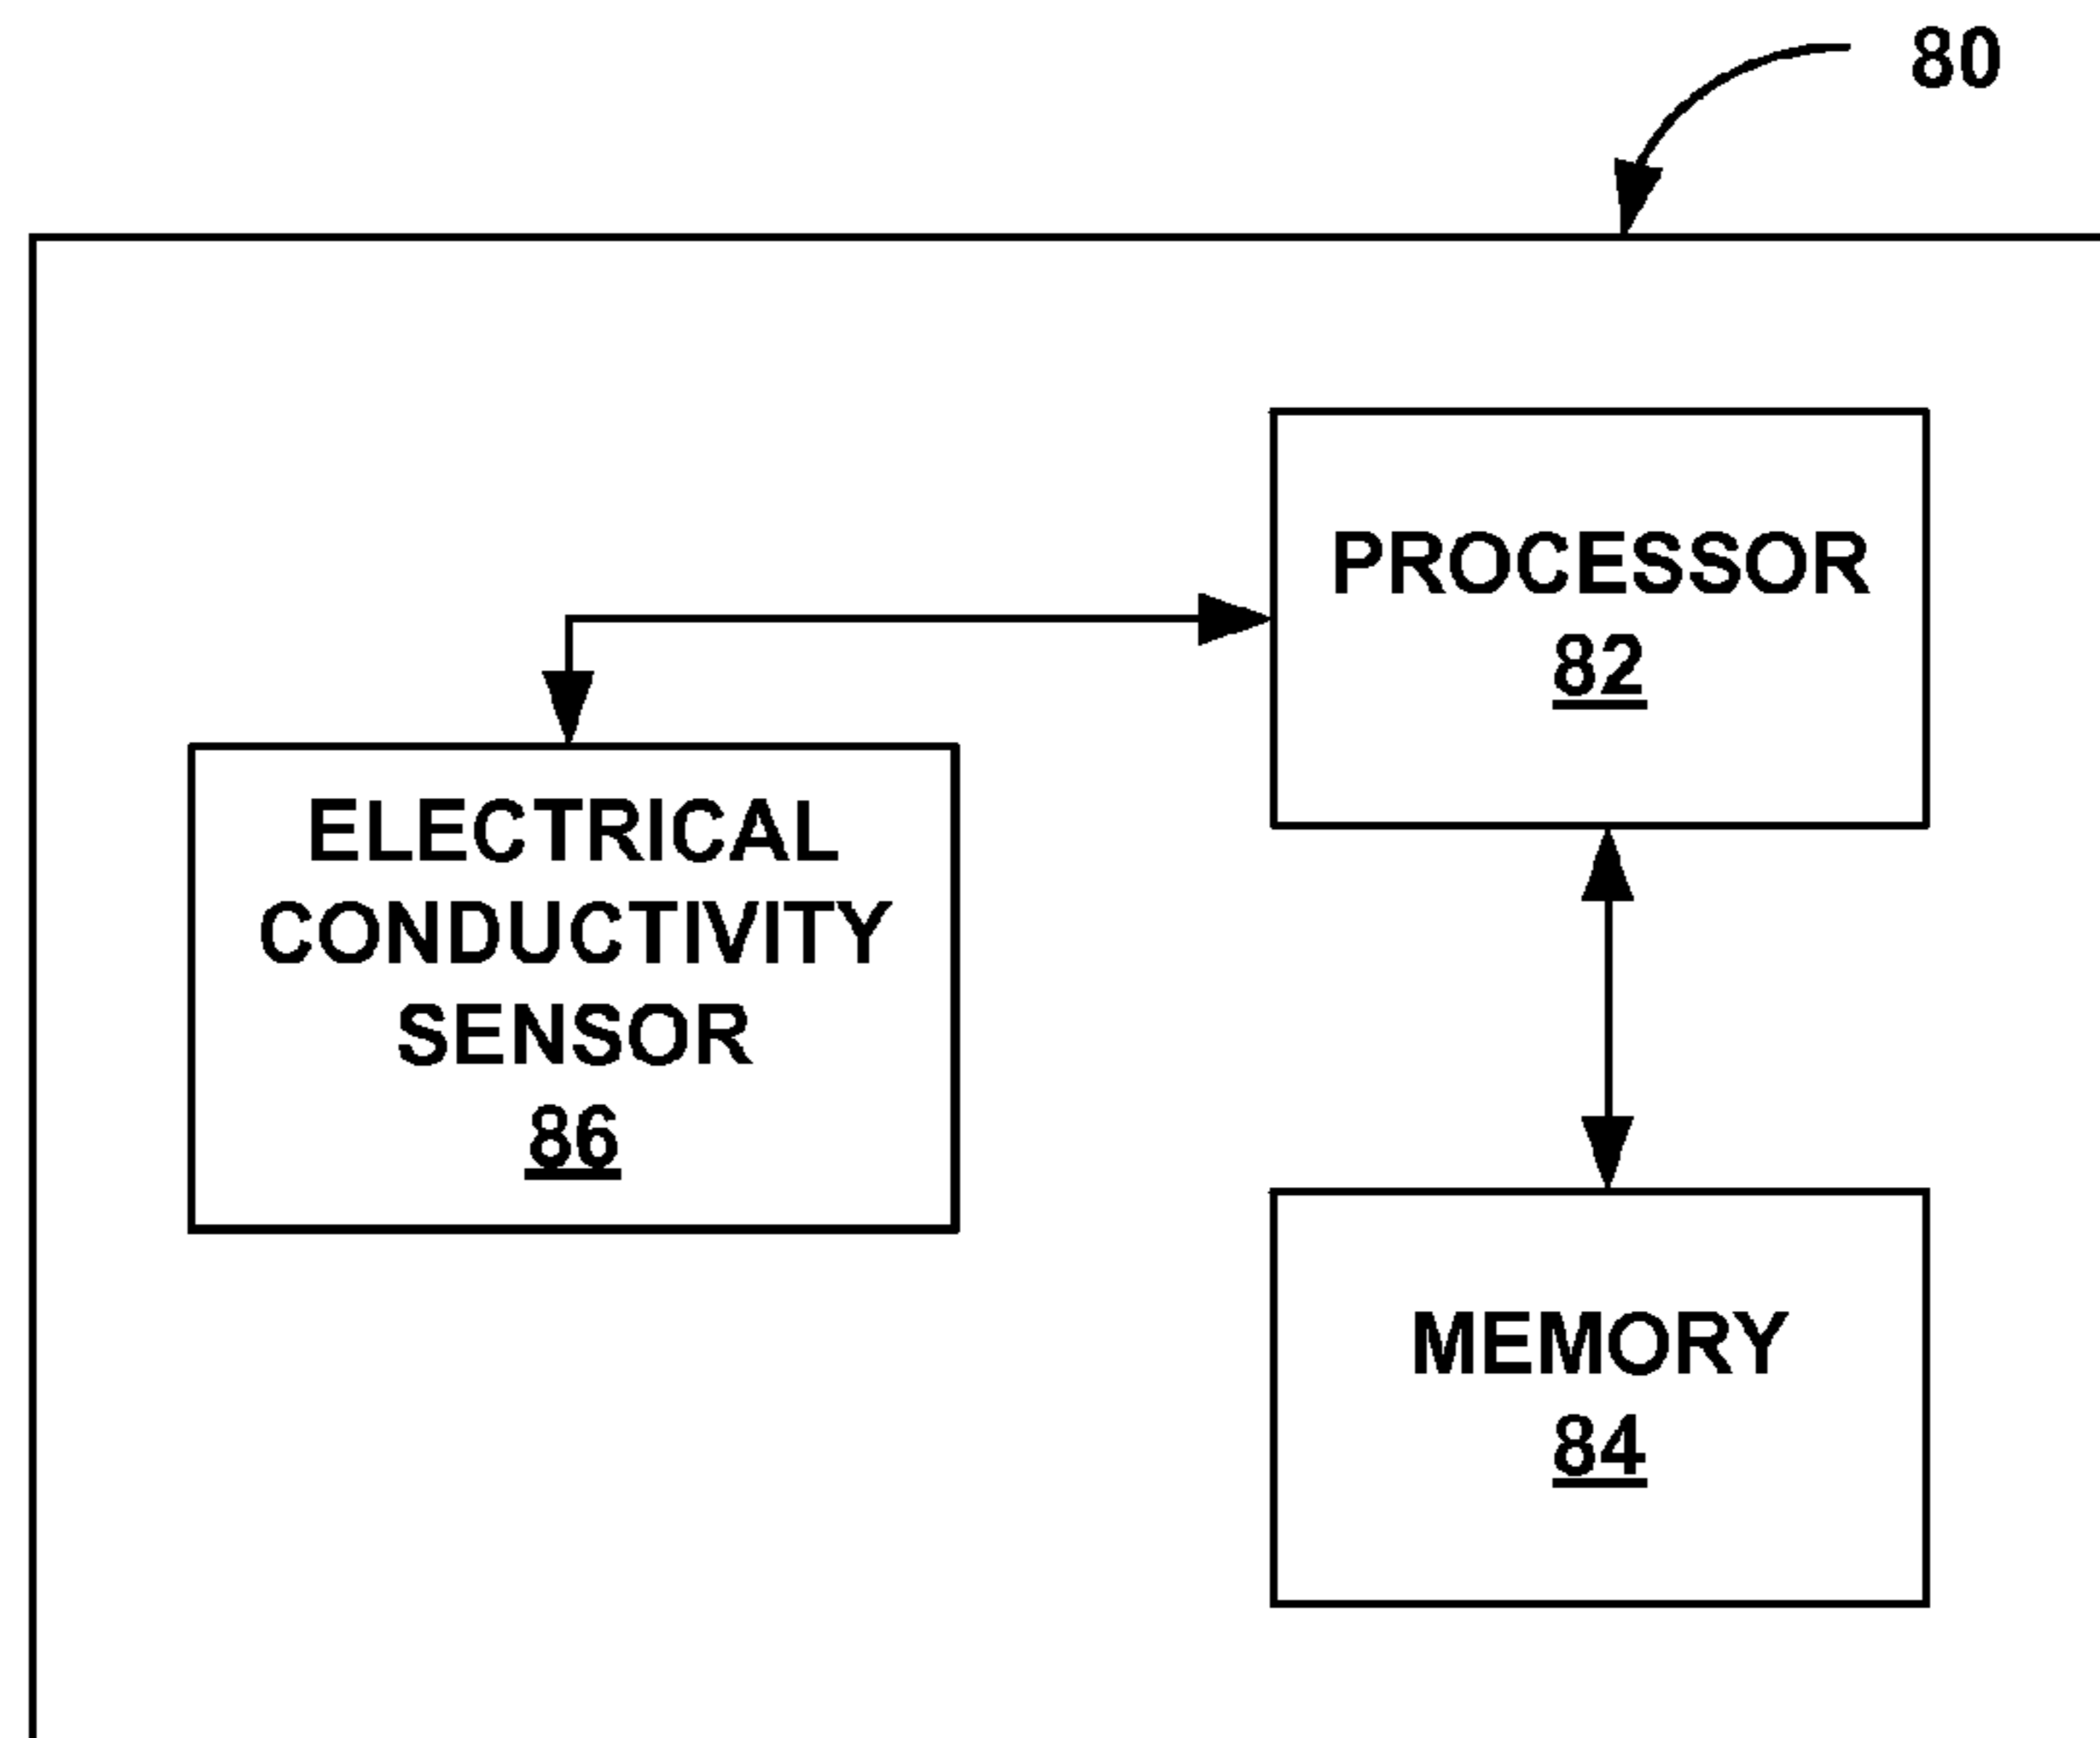 80
PROCESSOR
82
ELECTRICAL
CONDUCTIVITY
SENSOR
86
MEMORY
84